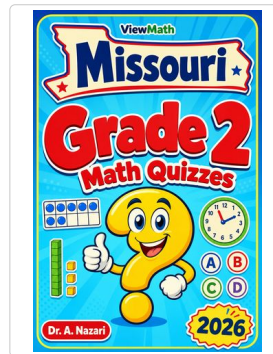 ViewMath
Missouri
Grade 2
Math Quizzes
A B
C D
Dr. A. Nazari
2026